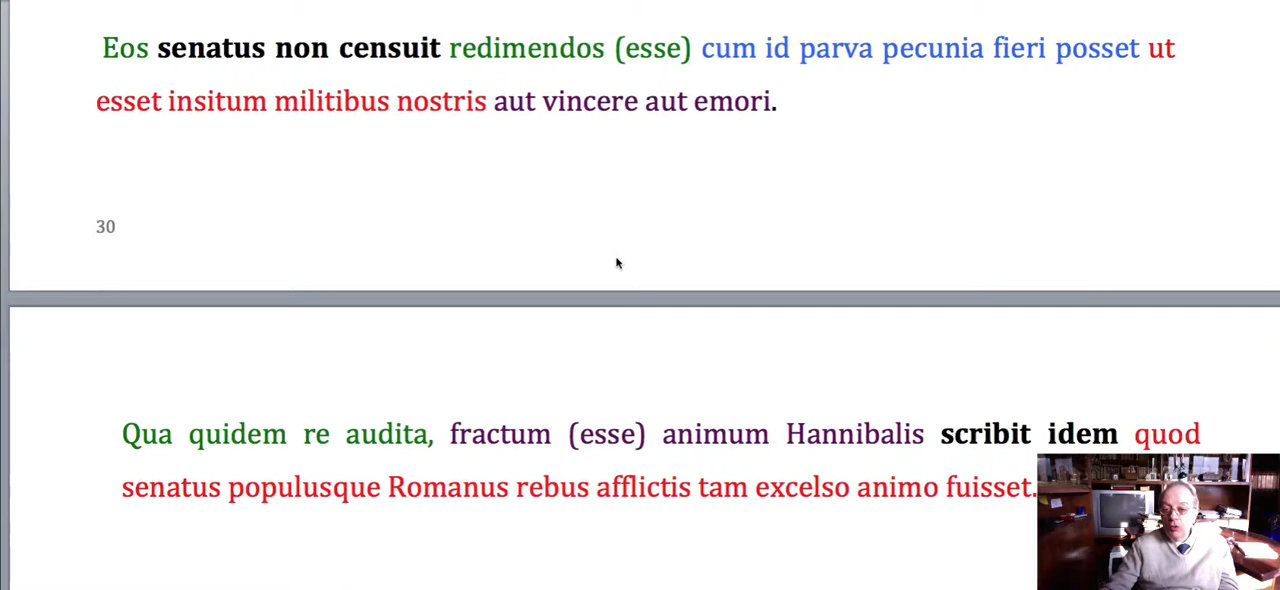 Eos senatus non censuit redimendos (esse) cum id parva pecunia fieri posset ut
esset insitum militibus nostris aut vincere aut emori.
30
Qua quidem re audita, fractum (esse) animum Hannibalis scribit idem quod
senatus populusque Romanus rebus afflictis tam excelso animo fuisset.